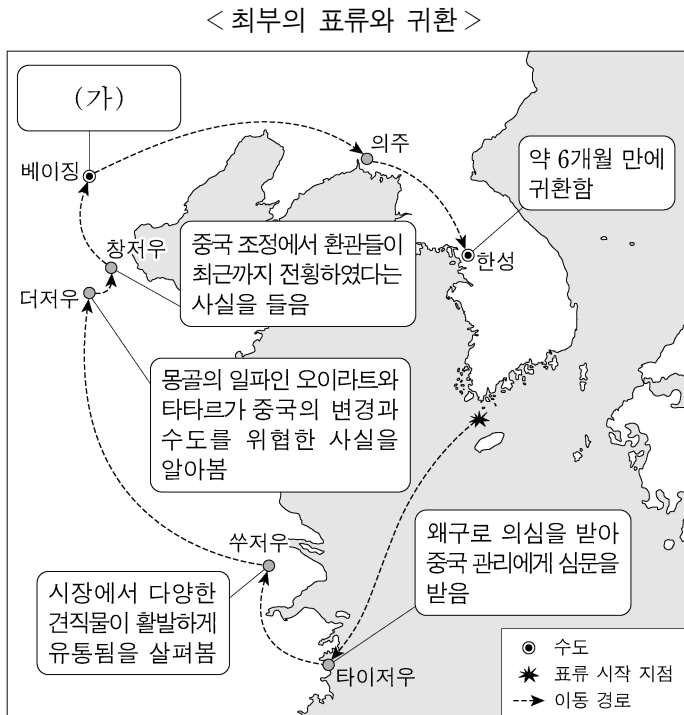 < 최부의 표류와 귀환 >
(가)
베이징
의주
약 6개월 만에
귀환함
한성
창저우
중국 조정에서 환관들이
최근까지 전횡하였다는
사실을 들음
더저우
몽골의 일파인 오이라트와
타타르가 중국의 변경과
수도를 위협한 사실을
알아봄
쑤저우
왜구로 의심을 받아
중국 관리에게 심문을
받음
시장에서 다양한
견직물이 활발하게
유통됨을 살펴봄
타이저우
수도
표류 시작 지점
이동 경로